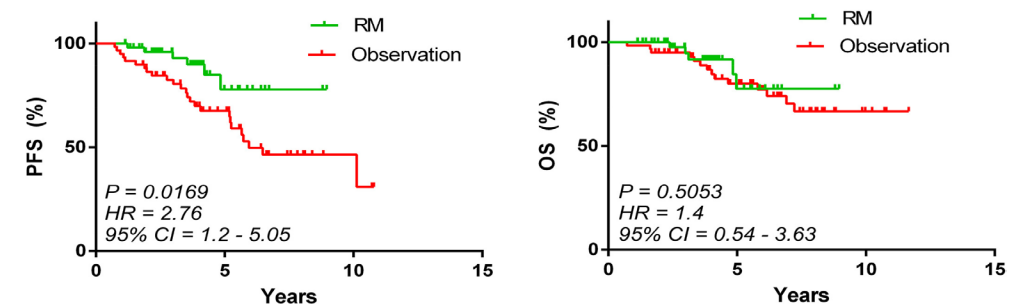 RM
Observation
100
50
0
PFS (%)
P = 0.0169
HR = 2.76
95% CI = 1.2 - 5.05
0 5 10 15
Years
RM
Observation
100
50
0
OS (%)
P = 0.5053
HR = 1.4
95% CI = 0.54 - 3.63
0 5 10 15
Years